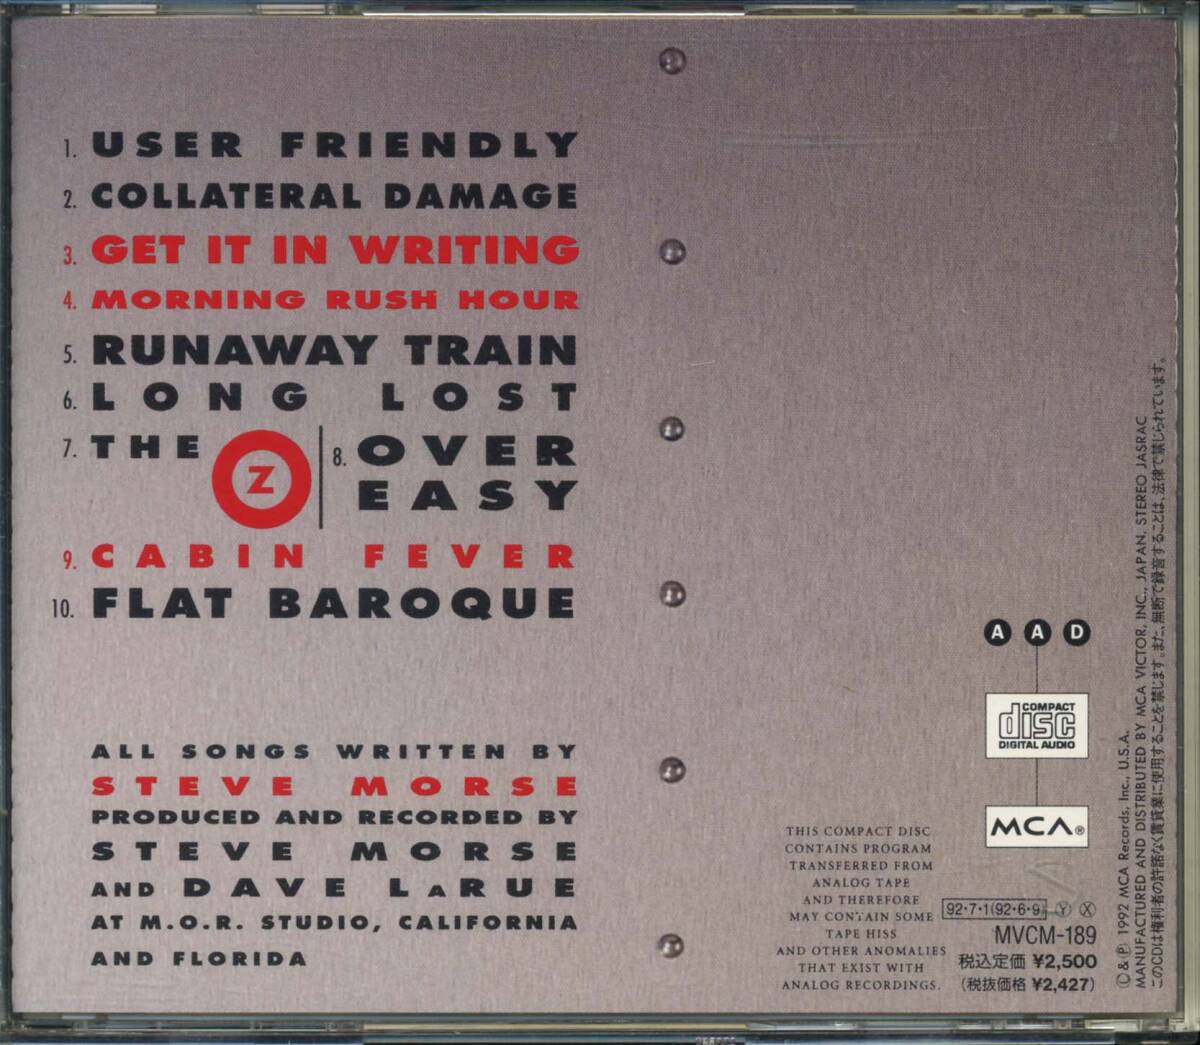 1. USER FRIENDLY
2. COLLATERAL DAMAGE
3. GET IT IN WRITING
4. MORNING RUSH HOUR
5. RUNAWAY TRAIN
6. LONG LOST
7. THE Z
8. OVER
EASY
9. CABIN FEVER
10. FLAT BAROQUE
ALL SONGS WRITTEN BY
STEVE MORSE
PRODUCED AND RECORDED BY
STEVE MORSE
AND DAVE LaRUE
AT M.O.R. STUDIO, CALIFORNIA
AND FLORIDA
THIS COMPACT DISC
CONTAINS PROGRAM
TRANSFERRED FROM
ANALOG TAPE
AND THEREFORE
MAY CONTAIN SOME
TAPE HISS
AND OTHER ANOMALIES
THAT EXIST WITH
ANALOG RECORDINGS.
A A D
COMPACT
disc
DIGITAL AUDIO
MCA®
92·7·1(92·6·9) Ⓨ Ⓧ
MVCM-189
税込定価 ¥2,500
(税抜価格 ¥2,427)
Ⓒ&Ⓟ 1992 MCA Records, Inc., U.S.A.
MANUFACTURED AND DISTRIBUTED BY MCA VICTOR, INC., JAPAN. STEREO JASRAC
このCDは権利者の許諾なく賃貸業に使用することを禁じます。また、無断で録音することは、法律で禁じられています。